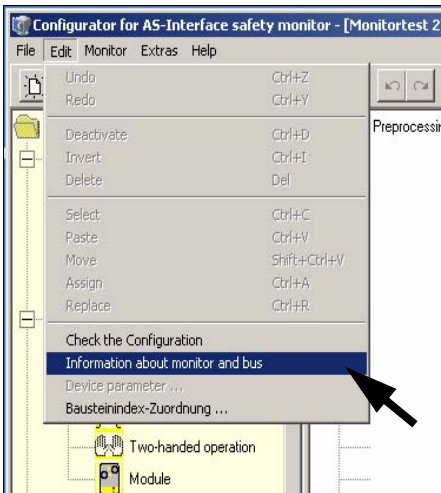 Configurator for AS-Interface safety monitor - [Monitortest 2
File Edit Monitor Extras Help
Undo Ctrl+Z
Redo Ctrl+Y
Preprocessin
Deactivate Ctrl+D
Invert Ctrl+I
Delete Del
Select Ctrl+C
Paste Ctrl+V
Move Shift+Ctrl+V
Assign Ctrl+A
Replace Ctrl+R
Check the Configuration
Information about monitor and bus
Device parameter ...
Bausteinindex-Zuordnung ...
Two-handed operation
Module